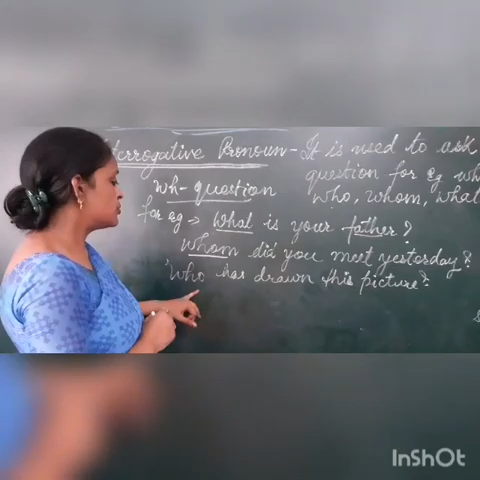 terrogative Pronoun - It is used to ask
wh- question question for eg wh
who, whom, what
for eg → What is your father?
Whom did you meet yesterday?
Who has drawn this picture?
InShOt